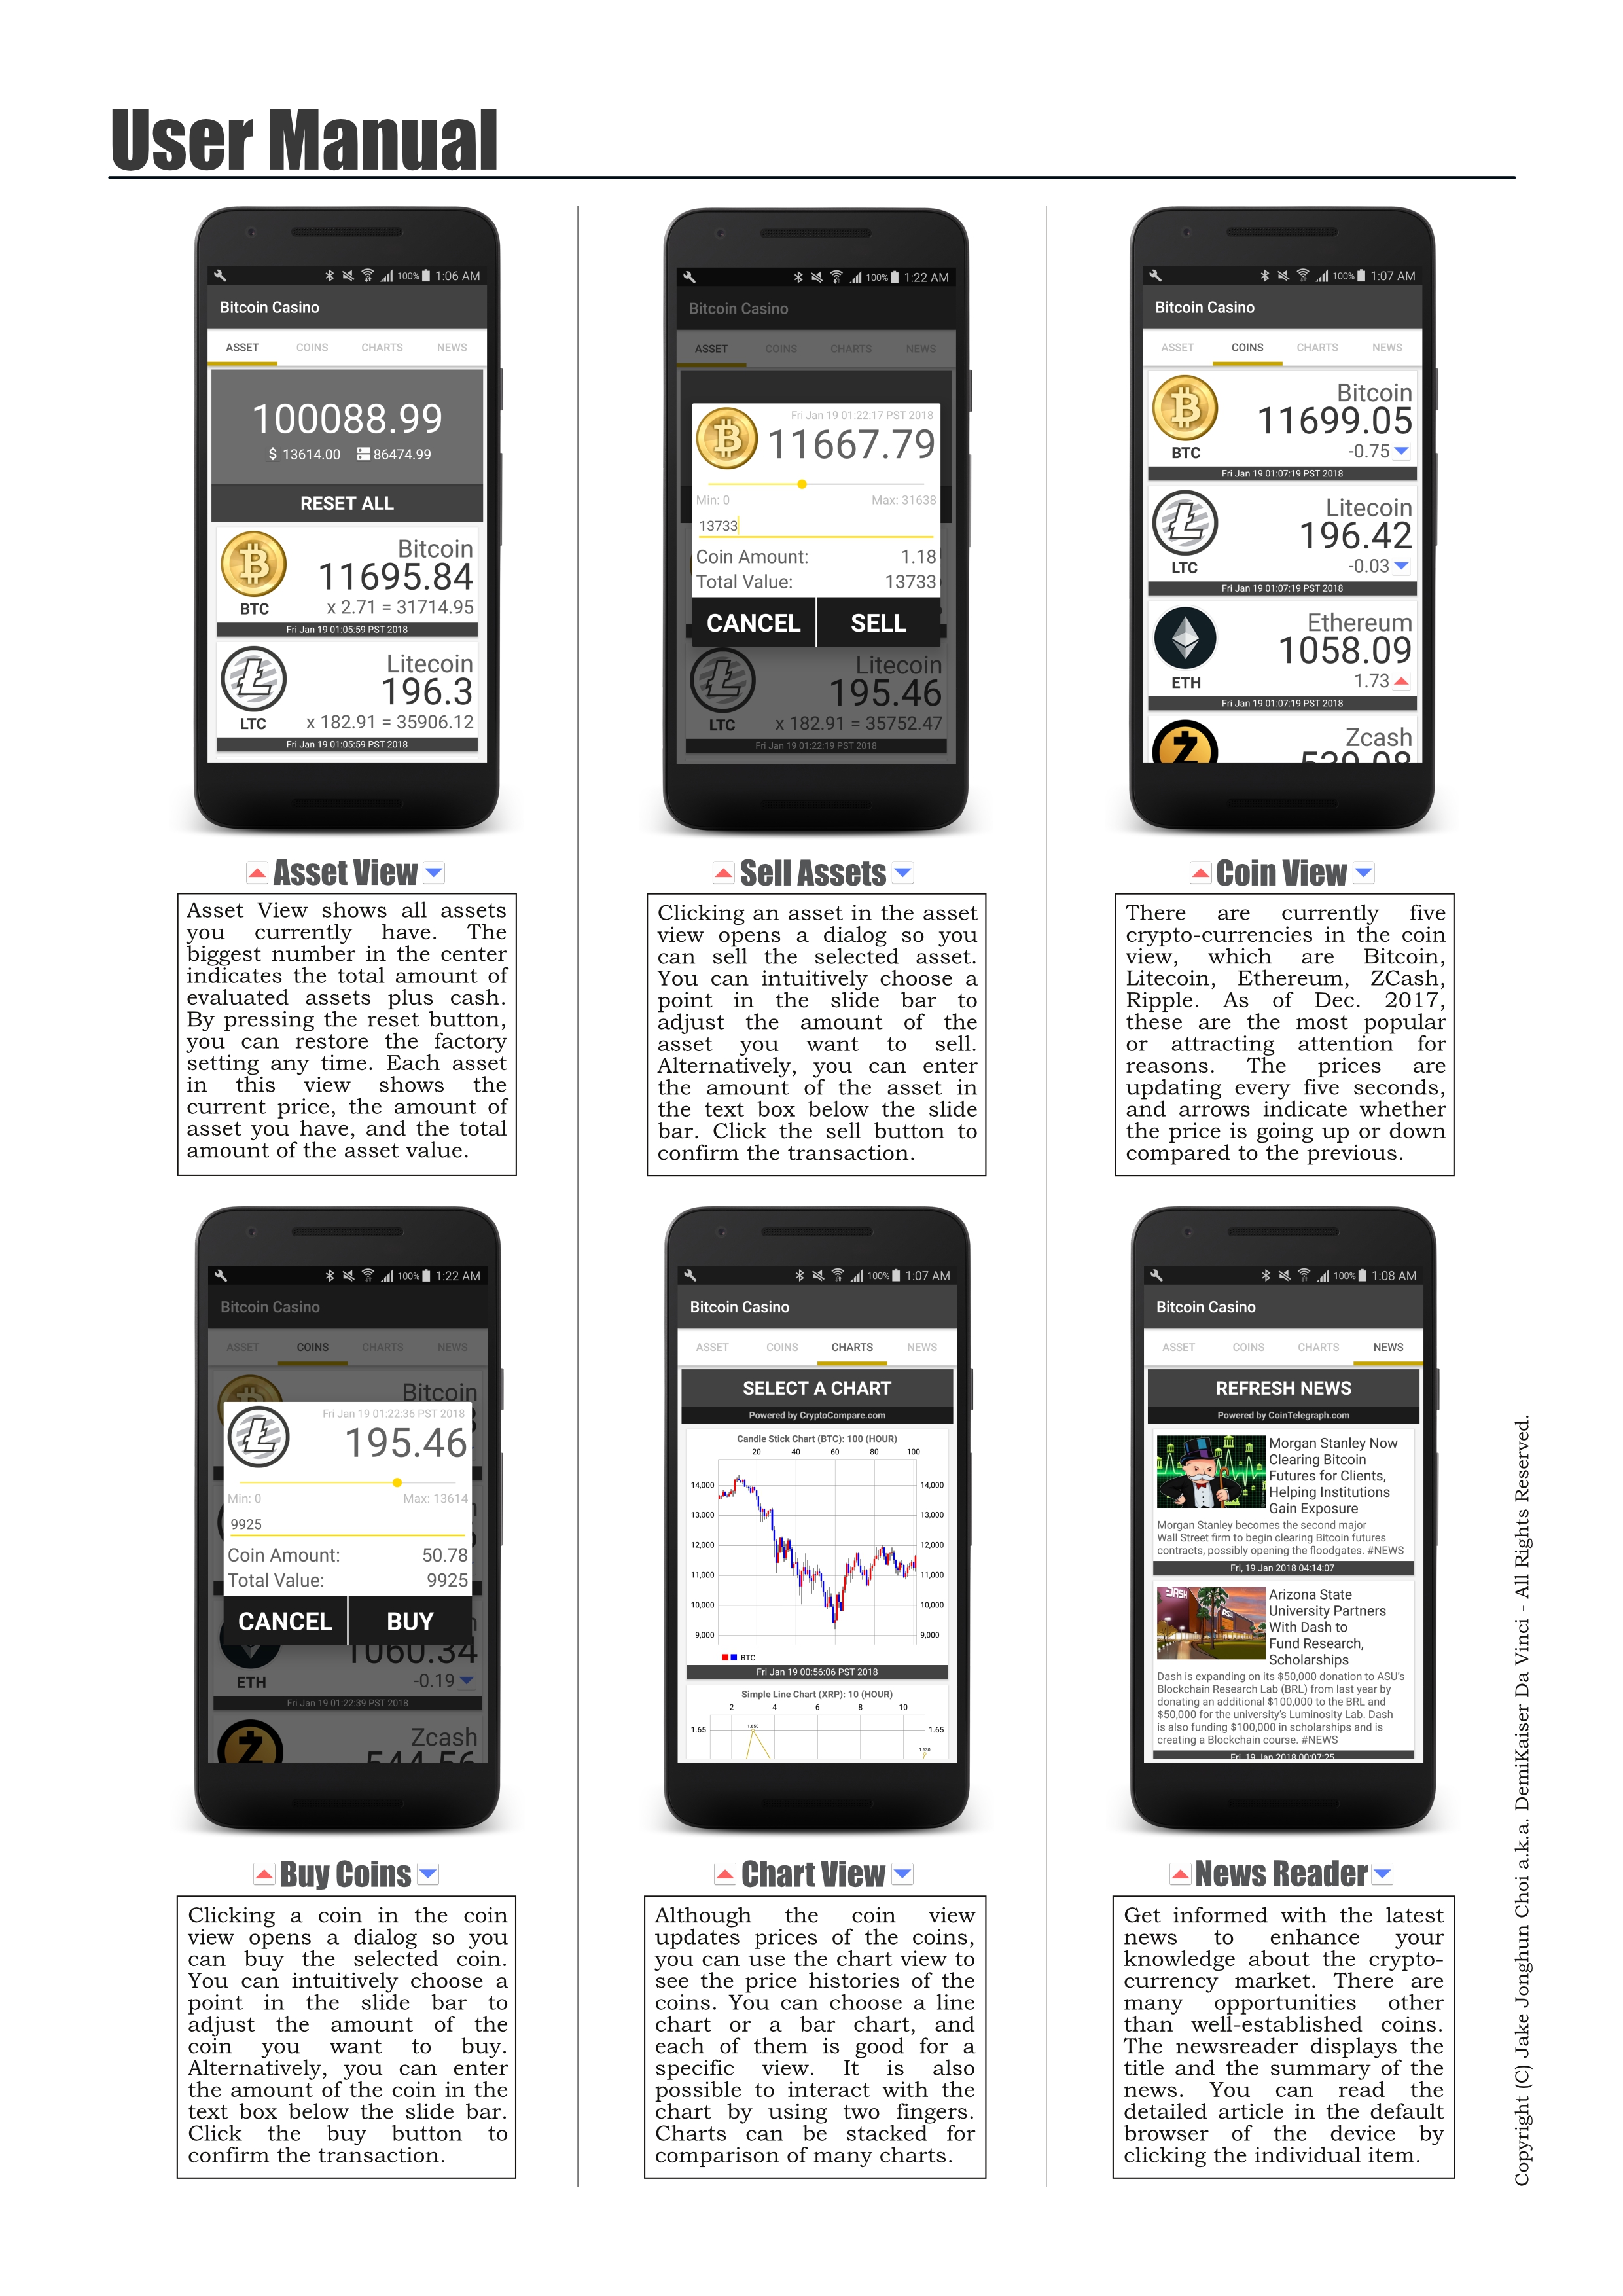 User Manual
100% 1:06 AM
Bitcoin Casino
ASSET COINS CHARTS NEWS
100088.99
$ 13614.00 86474.99
RESET ALL
Bitcoin
11695.84
BTC x 2.71 = 31714.95
Fri Jan 19 01:05:59 PST 2018
Litecoin
196.3
LTC x 182.91 = 35906.12
Fri Jan 19 01:05:59 PST 2018
Asset View
Asset View shows all assets
you currently have. The
biggest number in the center
indicates the total amount of
evaluated assets plus cash.
By pressing the reset button,
you can restore the factory
setting any time. Each asset
in this view shows the
current price, the amount of
asset you have, and the total
amount of the asset value.
100% 1:22 AM
Bitcoin Casino
ASSET COINS CHARTS NEWS
Fri Jan 19 01:22:17 PST 2018
11667.79
Min: 0 Max: 31638
13733
Coin Amount: 1.18
Total Value: 13733
CANCEL SELL
Litecoin
195.46
LTC x 182.91 = 35752.47
Fri Jan 19 01:22:19 PST 2018
Sell Assets
Clicking an asset in the asset
view opens a dialog so you
can sell the selected asset.
You can intuitively choose a
point in the slide bar to
adjust the amount of the
asset you want to sell.
Alternatively, you can enter
the amount of the asset in
the text box below the slide
bar. Click the sell button to
confirm the transaction.
100% 1:07 AM
Bitcoin Casino
ASSET COINS CHARTS NEWS
Bitcoin
11699.05
BTC -0.75
Fri Jan 19 01:07:19 PST 2018
Litecoin
196.42
LTC -0.03
Fri Jan 19 01:07:19 PST 2018
Ethereum
1058.09
ETH 1.73
Fri Jan 19 01:07:19 PST 2018
Zcash
Coin View
There are currently five
crypto-currencies in the coin
view, which are Bitcoin,
Litecoin, Ethereum, ZCash,
Ripple. As of Dec. 2017,
these are the most popular
or attracting attention for
reasons. The prices are
updating every five seconds,
and arrows indicate whether
the price is going up or down
compared to the previous.
100% 1:22 AM
Bitcoin Casino
ASSET COINS CHARTS NEWS
Bitcoin
Fri Jan 19 01:22:36 PST 2018
195.46
Min: 0 Max: 13614
9925
Coin Amount: 50.78
Total Value: 9925
CANCEL BUY
1060.34
ETH -0.19
Fri Jan 19 01:22:39 PST 2018
Zcash
544.56
Buy Coins
Clicking a coin in the coin
view opens a dialog so you
can buy the selected coin.
You can intuitively choose a
point in the slide bar to
adjust the amount of the
coin you want to buy.
Alternatively, you can enter
the amount of the coin in the
text box below the slide bar.
Click the buy button to
confirm the transaction.
100% 1:07 AM
Bitcoin Casino
ASSET COINS CHARTS NEWS
SELECT A CHART
Powered by CryptoCompare.com
Candle Stick Chart (BTC): 100 (HOUR)
20 40 60 80 100
14,000 14,000
13,000 13,000
12,000 12,000
11,000 11,000
10,000 10,000
9,000 9,000
BTC
Fri Jan 19 00:56:06 PST 2018
Simple Line Chart (XRP): 10 (HOUR)
2 4 6 8 10
1.65 1.650 1.65
Chart View
Although the coin view
updates prices of the coins,
you can use the chart view to
see the price histories of the
coins. You can choose a line
chart or a bar chart, and
each of them is good for a
specific view. It is also
possible to interact with the
chart by using two fingers.
Charts can be stacked for
comparison of many charts.
100% 1:08 AM
Bitcoin Casino
ASSET COINS CHARTS NEWS
REFRESH NEWS
Powered by CoinTelegraph.com
Morgan Stanley Now
Clearing Bitcoin
Futures for Clients,
Helping Institutions
Gain Exposure
Morgan Stanley becomes the second major
Wall Street firm to begin clearing Bitcoin futures
contracts, possibly opening the floodgates. #NEWS
Fri, 19 Jan 2018 04:14:07
DASH
Arizona State
University Partners
With Dash to
Fund Research,
Scholarships
Dash is expanding on its $50,000 donation to ASU's
Blockchain Research Lab (BRL) from last year by
donating an additional $100,000 to the BRL and
$50,000 for the university's Luminosity Lab. Dash
is also funding $100,000 in scholarships and is
creating a Blockchain course. #NEWS
Fri, 19 Jan 2018 00:07:25
News Reader
Get informed with the latest
news to enhance your
knowledge about the crypto-
currency market. There are
many opportunities other
than well-established coins.
The newsreader displays the
title and the summary of the
news. You can read the
detailed article in the default
browser of the device by
clicking the individual item.
Copyright (C) Jake Jonghun Choi a.k.a. DemiKaiser Da Vinci - All Rights Reserved.